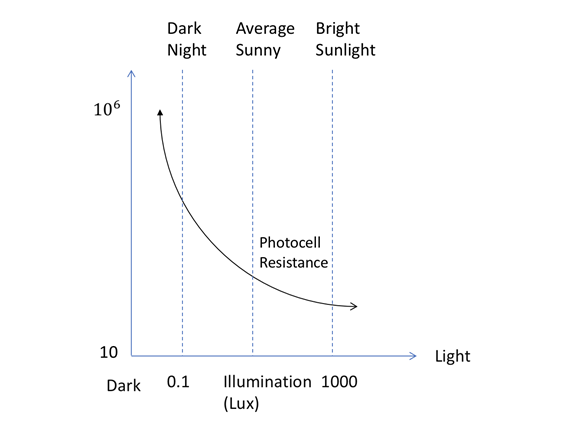 Dark
Night
Average
Sunny
Bright
Sunlight
10⁶
Photocell
Resistance
10
Light
Dark
0.1
Illumination
(Lux)
1000